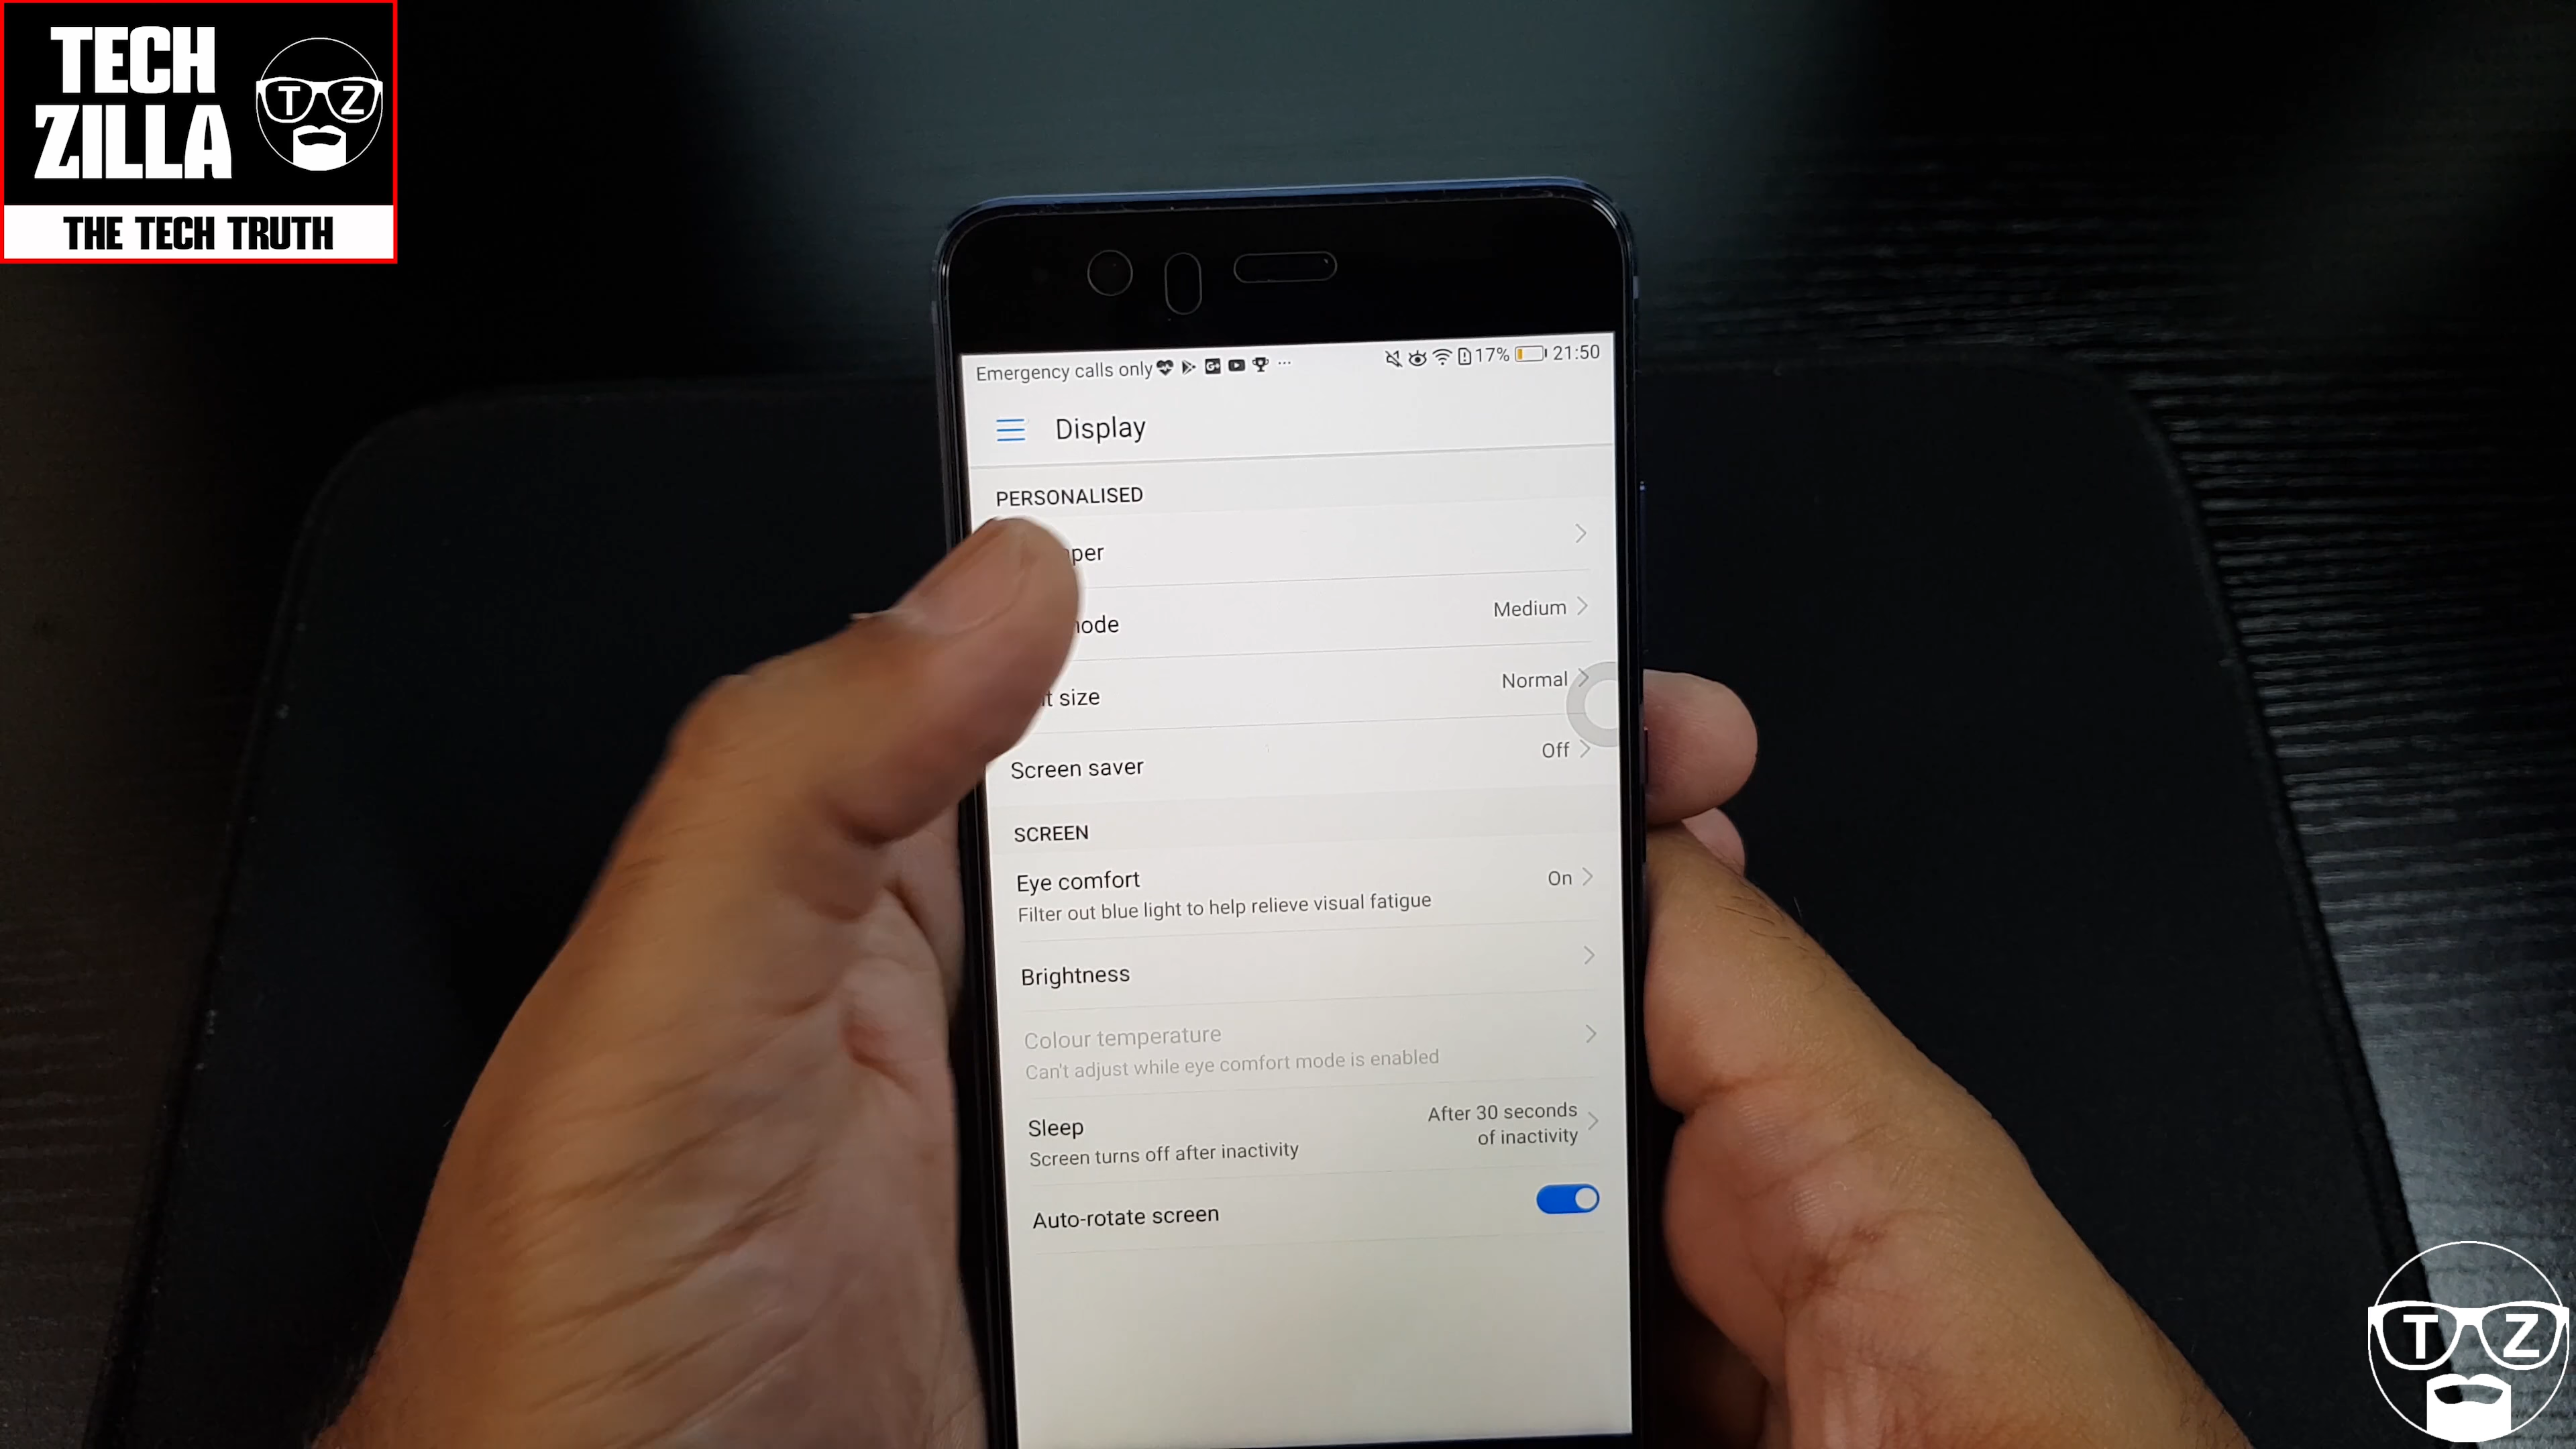 TECH
ZILLA
T Z
THE TECH TRUTH
Emergency calls only 17% 21:50
Display
PERSONALISED
Medium
size Normal
Screen saver Off
SCREEN
Eye comfort On
Filter out blue light to help relieve visual fatigue
Brightness
Colour temperature
Can't adjust while eye comfort mode is enabled
Sleep After 30 seconds
of inactivity
Screen turns off after inactivity
Auto-rotate screen
T Z